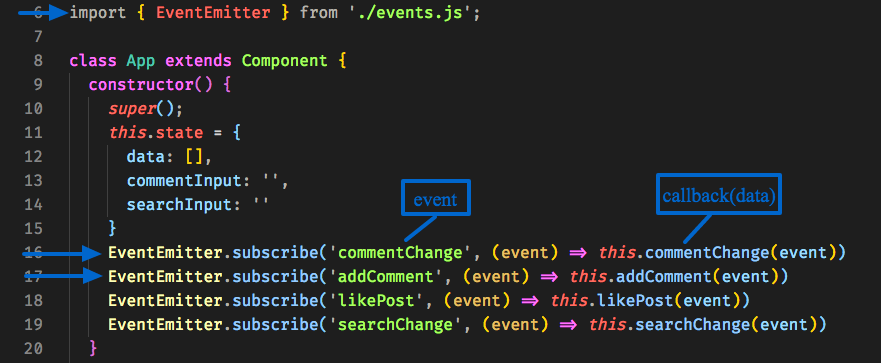 6 import { EventEmitter } from './events.js';
7
8 class App extends Component {
9 constructor() {
10 super();
11 this.state = {
12 data: [],
13 commentInput: '',
14 searchInput: ''
15 }
event
callback(data)
16 EventEmitter.subscribe('commentChange', (event) => this.commentChange(event))
17 EventEmitter.subscribe('addComment', (event) => this.addComment(event))
18 EventEmitter.subscribe('likePost', (event) => this.likePost(event))
19 EventEmitter.subscribe('searchChange', (event) => this.searchChange(event))
20 }